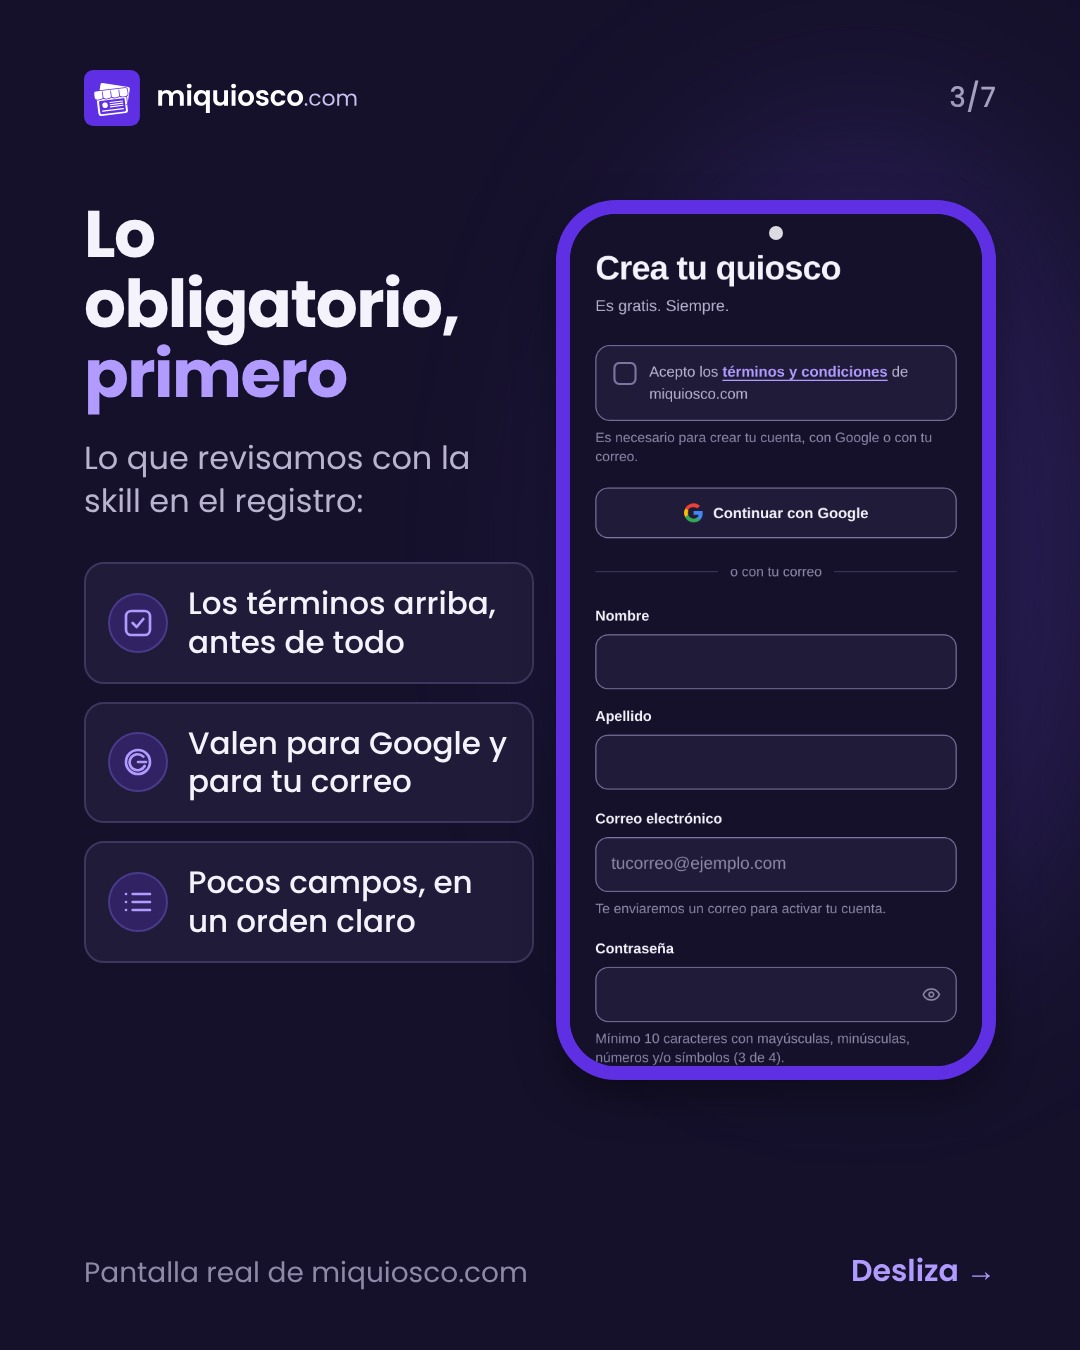 miquiosco.com
3/7
Lo
obligatorio,
primero
Lo que revisamos con la
skill en el registro:
Los términos arriba,
antes de todo
Valen para Google y
para tu correo
Pocos campos, en
un orden claro
Crea tu quiosco
Es gratis. Siempre.
Acepto los términos y condiciones de
miquiosco.com
Es necesario para crear tu cuenta, con Google o con tu
correo.
Continuar con Google
o con tu correo
Nombre
Apellido
Correo electrónico
tucorreo@ejemplo.com
Te enviaremos un correo para activar tu cuenta.
Contraseña
Mínimo 10 caracteres con mayúsculas, minúsculas,
números y/o símbolos (3 de 4).
Pantalla real de miquiosco.com
Desliza →